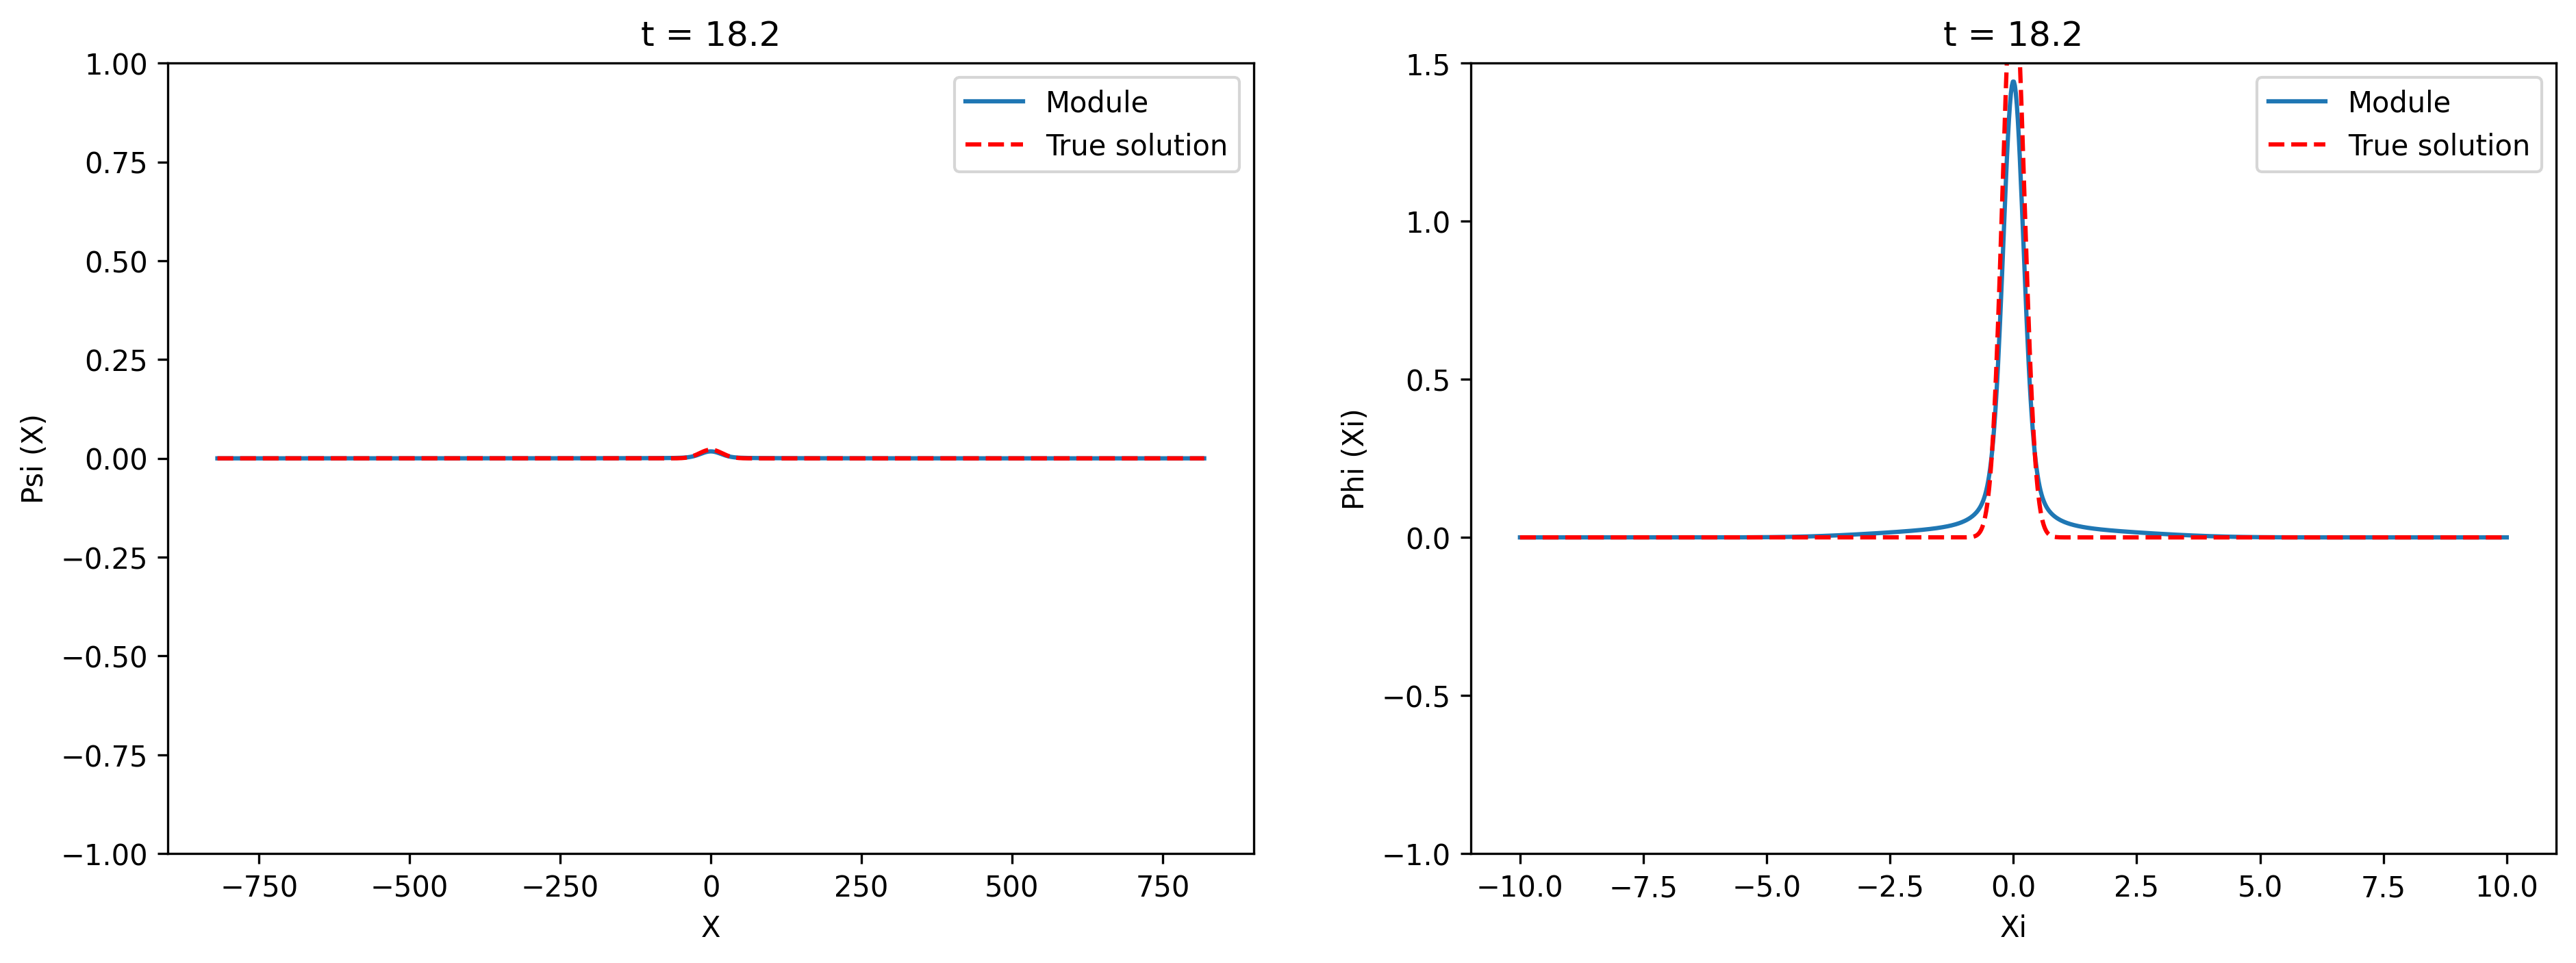 t = 18.2
1.00
0.75
0.50
0.25
0.00
−0.25
−0.50
−0.75
−1.00
Psi (X)
−750 −500 −250 0 250 500 750
X
Module
True solution
t = 18.2
1.5
1.0
0.5
0.0
−0.5
−1.0
Phi (Xi)
−10.0 −7.5 −5.0 −2.5 0.0 2.5 5.0 7.5 10.0
Xi
Module
True solution